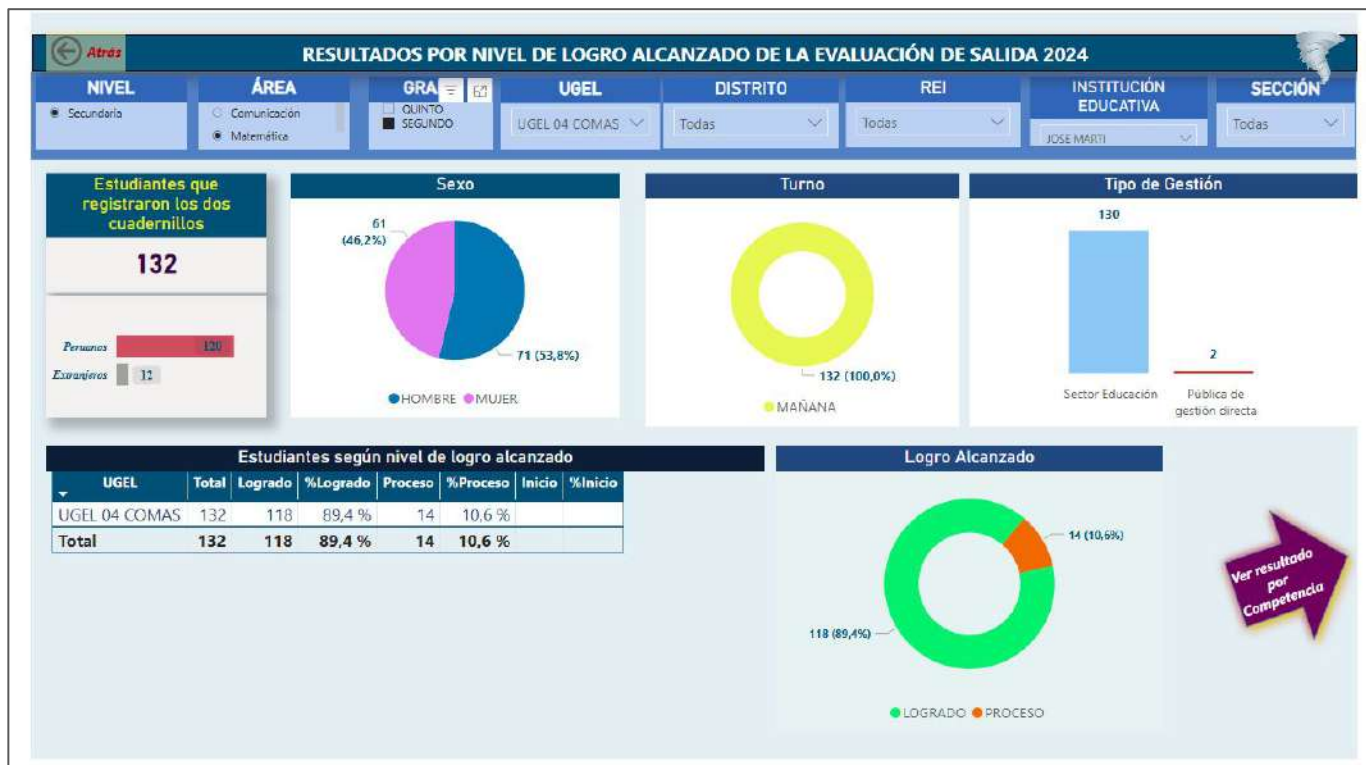 Atrás
RESULTADOS POR NIVEL DE LOGRO ALCANZADO DE LA EVALUACIÓN DE SALIDA 2024
NIVEL
Secundaria
ÁREA
Comunicación
Matemática
GRA
QUINTO
SEGUNDO
UGEL
UGEL 04 COMAS
DISTRITO
Todas
REI
Todas
INSTITUCIÓN
EDUCATIVA
JOSE MARTI
SECCIÓN
Todas
Estudiantes que
registraron los dos
cuadernillos
132
Peruanos 120
Extranjeros 12
Sexo
61
(46,2%)
71 (53,8%)
HOMBRE MUJER
Turno
132 (100,0%)
MAÑANA
Tipo de Gestión
130
2
Sector Educación
Pública de
gestión directa
Estudiantes según nivel de logro alcanzado
UGEL Total Logrado %Logrado Proceso %Proceso Inicio %Inicio
UGEL 04 COMAS 132 118 89,4 % 14 10,6 %
Total 132 118 89,4 % 14 10,6 %
Logro Alcanzado
14 (10,6%)
118 (89,4%)
LOGRADO PROCESO
Ver resultado
por
Competencia